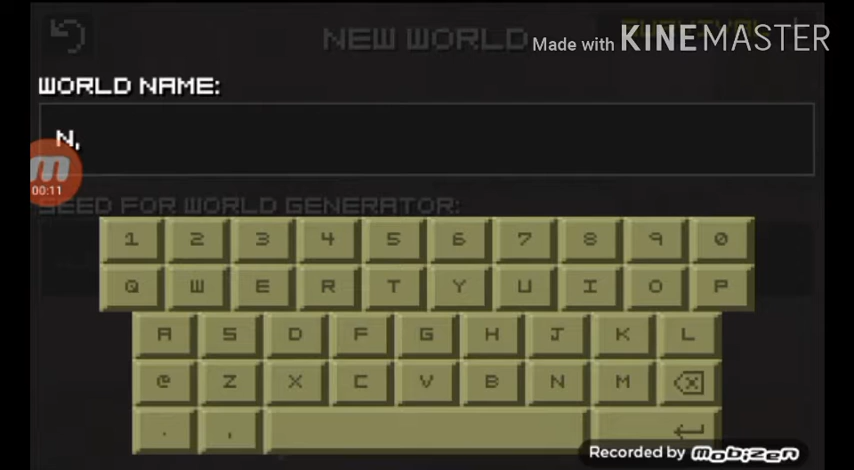 NEW WORLD
SURVIVAL
Made with KINEMASTER
WORLD NAME:
N,
00:11
SEED FOR WORLD GENERATOR:
1 2 3 4 5 6 7 8 9 0
Q W E R T Y U I O P
A S D F G H J K L
@ Z X C V B N M
. ,
Recorded by mobizen